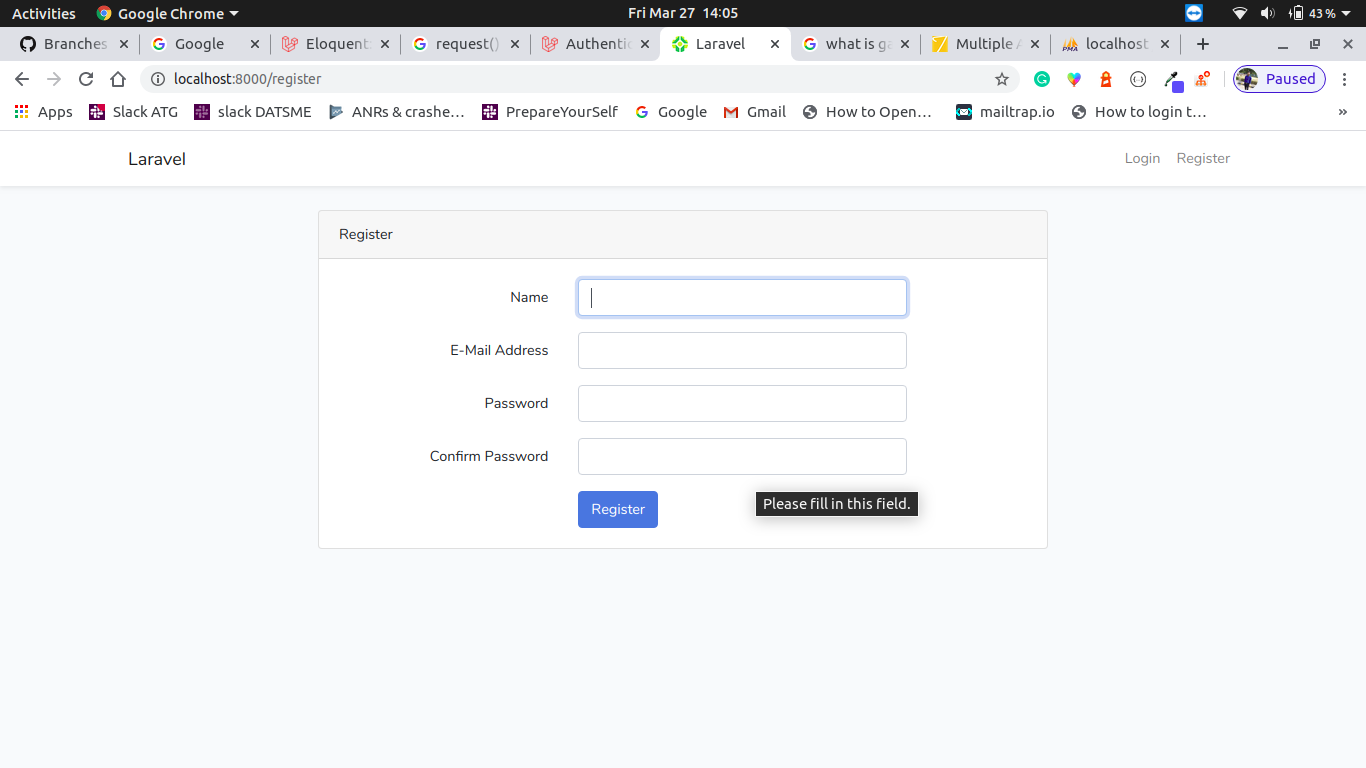 Activities Google Chrome Fri Mar 27 14:05 43 %
Branches Google Eloquent: request() Authentic Laravel what is ga Multiple A localhost
localhost:8000/register Paused
Apps Slack ATG slack DATSME ANRs & crashe… PrepareYourSelf Google Gmail How to Open… mailtrap.io How to login t… »
Laravel Login Register
Register
Name
E-Mail Address
Password
Confirm Password
Register Please fill in this field.